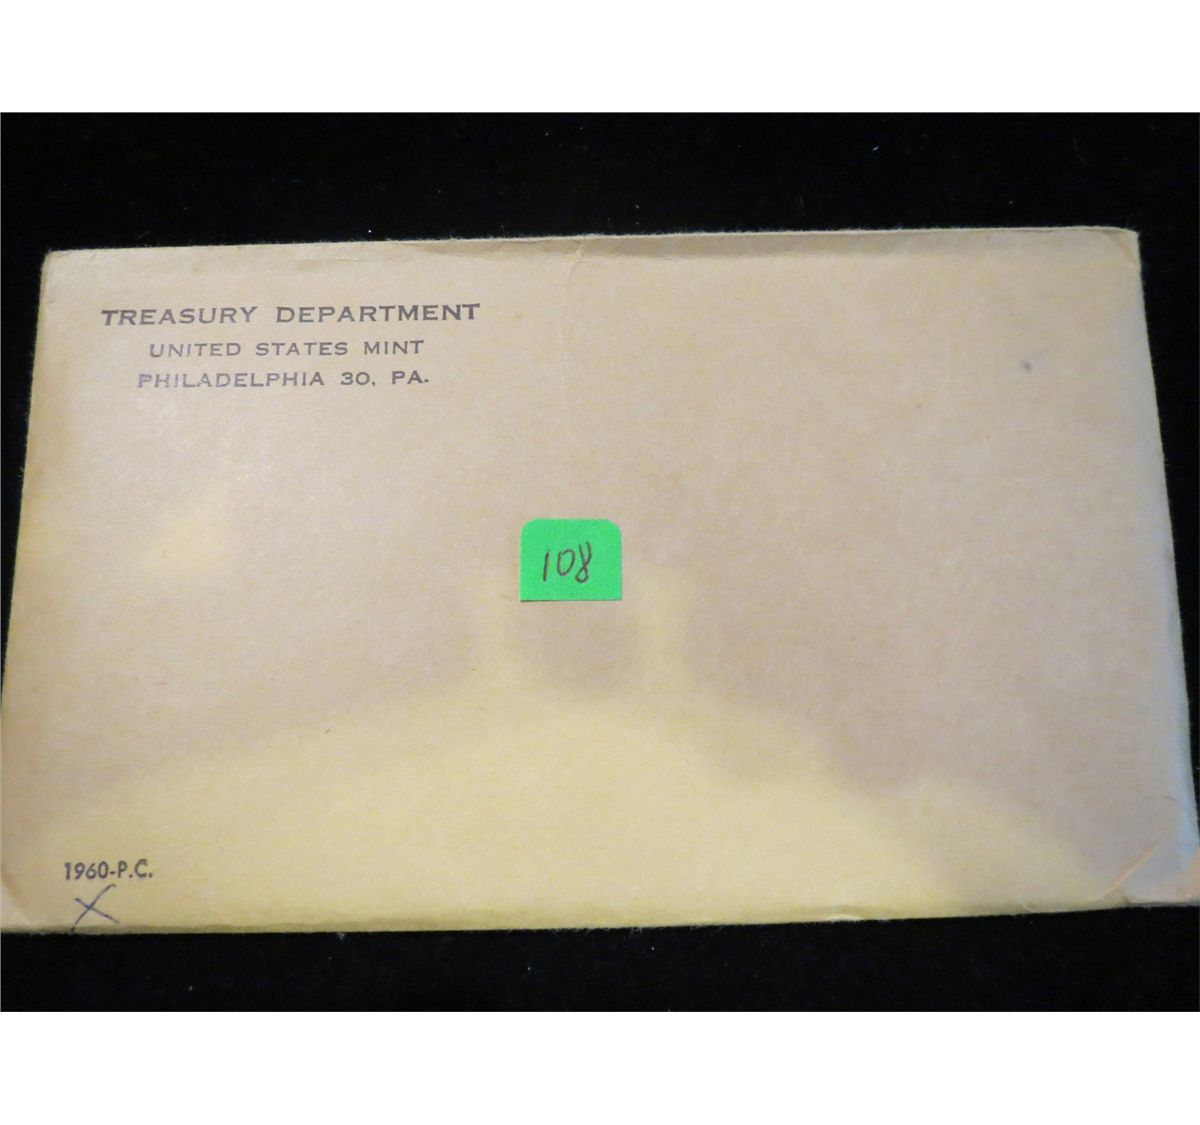 TREASURY DEPARTMENT
UNITED STATES MINT
PHILADELPHIA 30, PA.
108
1960-P.C.
X